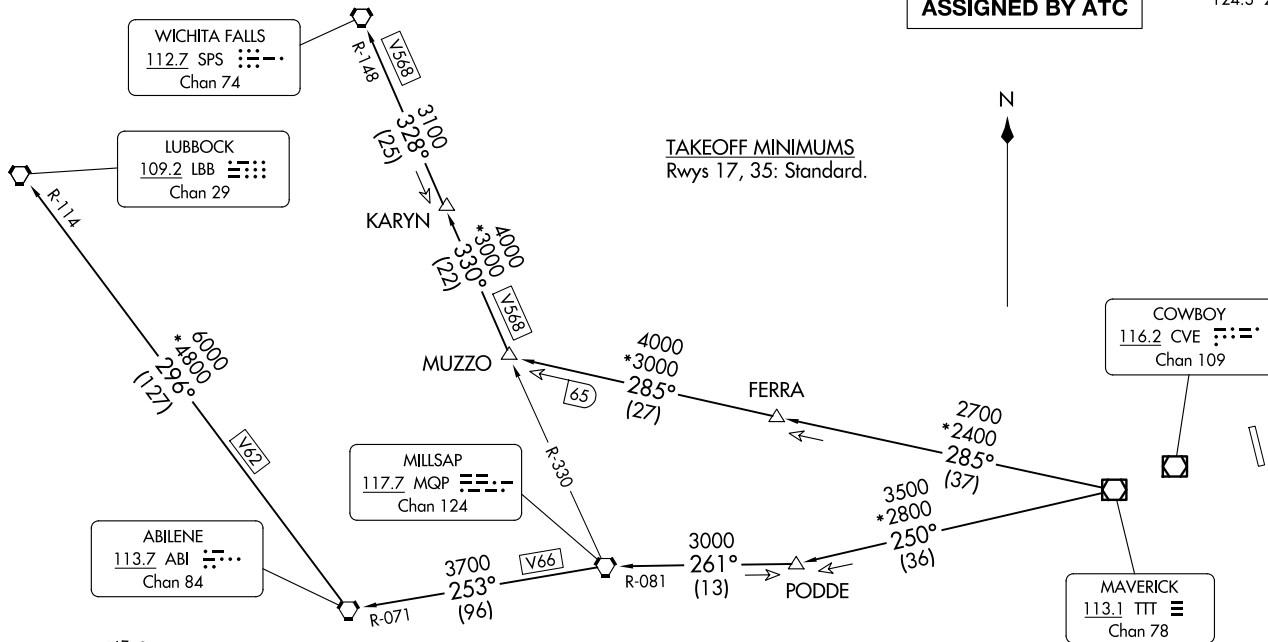 ASSIGNED BY ATC
WICHITA FALLS
112.7 SPS
Chan 74
R-148
V568
3100
328°
(25)
N
TAKEOFF MINIMUMS
Rwys 17, 35: Standard.
LUBBOCK
109.2 LBB
Chan 29
R-114
KARYN
4000
*3000
330°
(22)
V568
COWBOY
116.2 CVE
Chan 109
6000
*4800
296°
(127)
V62
MUZZO
65
4000
*3000
285°
(27)
FERRA
2700
*2400
285°
(37)
R-330
MILLSAP
117.7 MQP
Chan 124
3500
*2800
250°
(36)
ABILENE
113.7 ABI
Chan 84
3700
253°
(96)
V66
R-071
R-081
3000
261°
(13)
PODDE
MAVERICK
113.1 TTT
Chan 78